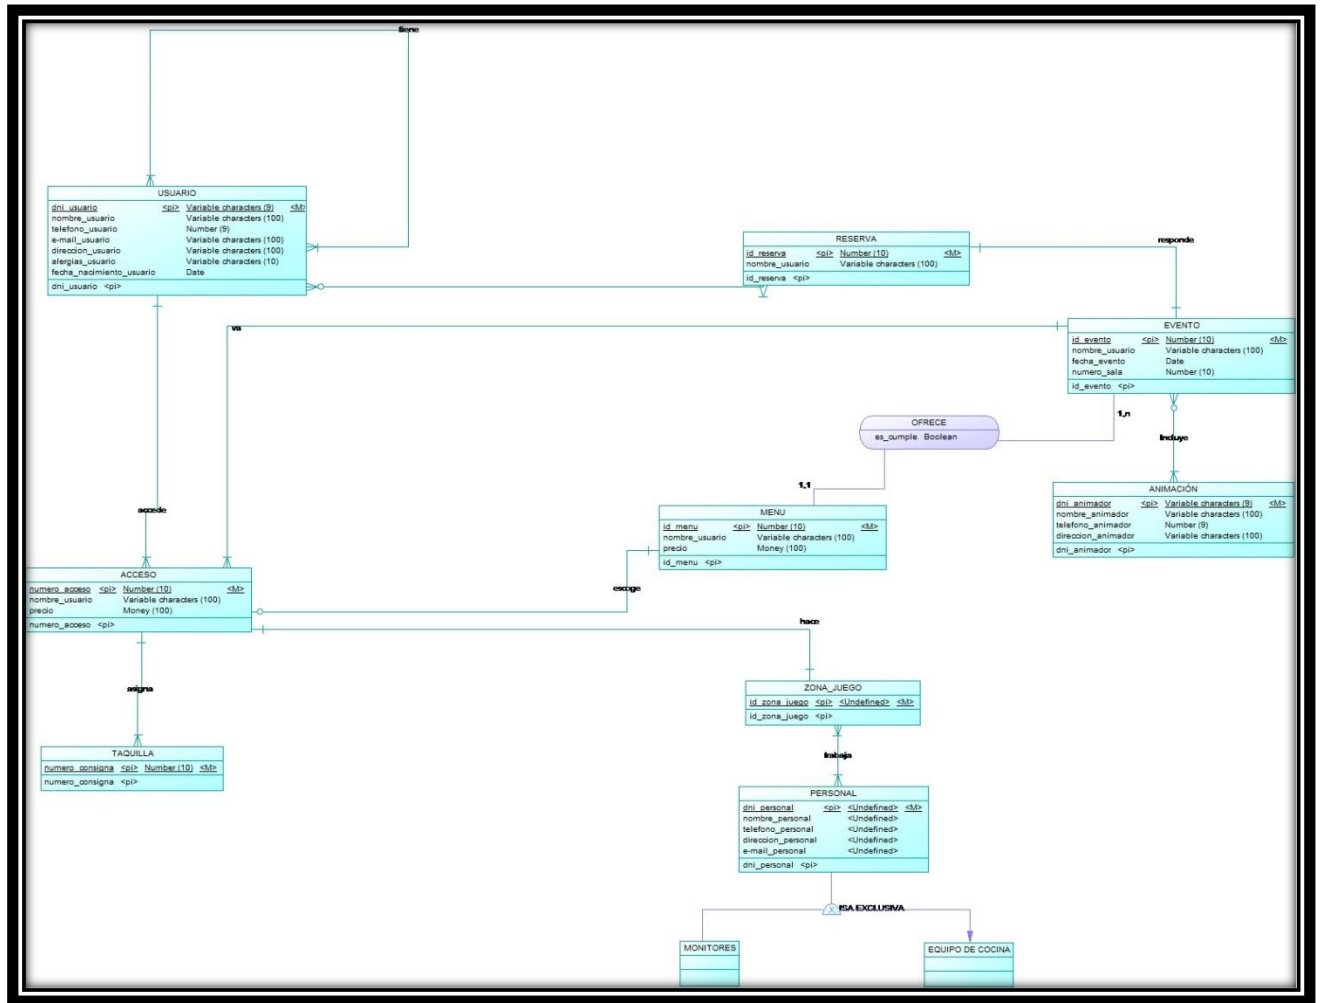 tiene
USUARIO
dni_usuario <pi> Variable characters (9) <M>
nombre_usuario Variable characters (100)
telefono_usuario Number (9)
e-mail_usuario Variable characters (100)
direccion_usuario Variable characters (100)
alergias_usuario Variable characters (10)
fecha_nacimiento_usuario Date
dni_usuario <pi>
RESERVA
id_reserva <pi> Number (10) <M>
nombre_usuario Variable characters (100)
id_reserva <pi>
responde
va
EVENTO
id_evento <pi> Number (10) <M>
nombre_usuario Variable characters (100)
fecha_evento Date
numero_sala Number (10)
id_evento <pi>
OFRECE
es_cumple Boolean
1,n
Incluye
1,1
ANIMACIÓN
dni_animador <pi> Variable characters (9) <M>
nombre_animador Variable characters (100)
telefono_animador Number (9)
direccion_animador Variable characters (100)
dni_animador <pi>
MENU
id_menu <pi> Number (10) <M>
nombre_usuario Variable characters (100)
precio Money (100)
id_menu <pi>
accede
ACCESO
numero_acceso <pi> Number (10) <M>
nombre_usuario Variable characters (100)
precio Money (100)
numero_acceso <pi>
escoge
hace
asigna
ZONA_JUEGO
id_zona_juego <pi> <Undefined> <M>
id_zona_juego <pi>
TAQUILLA
numero_consigna <pi> Number (10) <M>
numero_consigna <pi>
trabaja
PERSONAL
dni_personal <pi> <Undefined> <M>
nombre_personal <Undefined>
telefono_personal <Undefined>
direccion_personal <Undefined>
e-mail_personal <Undefined>
dni_personal <pi>
ISA EXCLUSIVA
MONITORES
EQUIPO DE COCINA